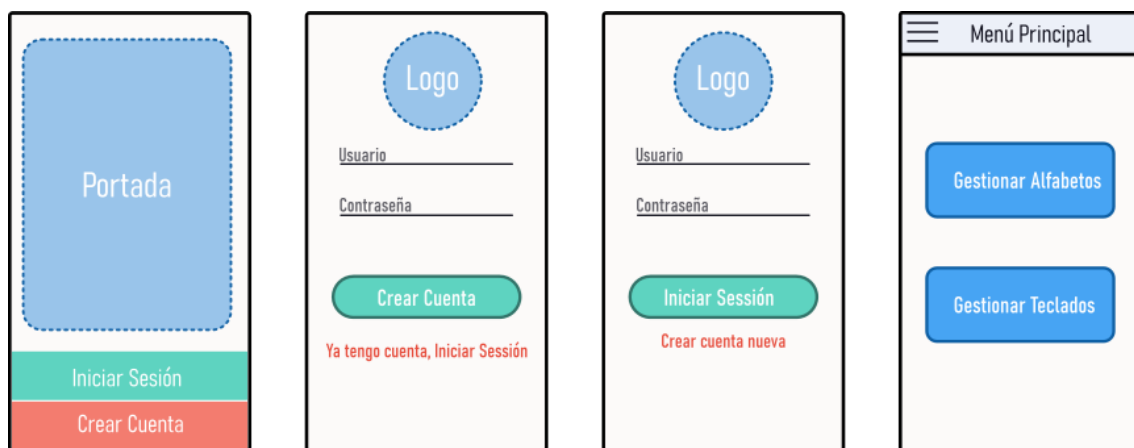 Portada
Iniciar Sesión
Crear Cuenta
Logo
Usuario
Contraseña
Crear Cuenta
Ya tengo cuenta, Iniciar Sessión
Logo
Usuario
Contraseña
Iniciar Sessión
Crear cuenta nueva
Menú Principal
Gestionar Alfabetos
Gestionar Teclados